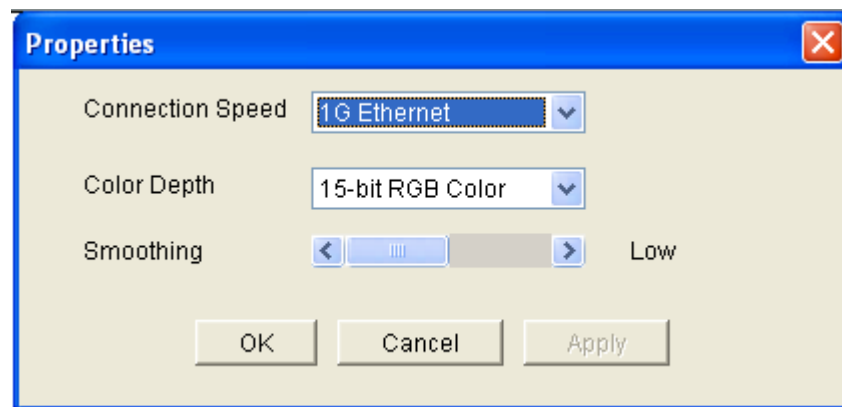 Properties
Connection Speed 1G Ethernet
Color Depth 15-bit RGB Color
Smoothing Low
OK Cancel Apply